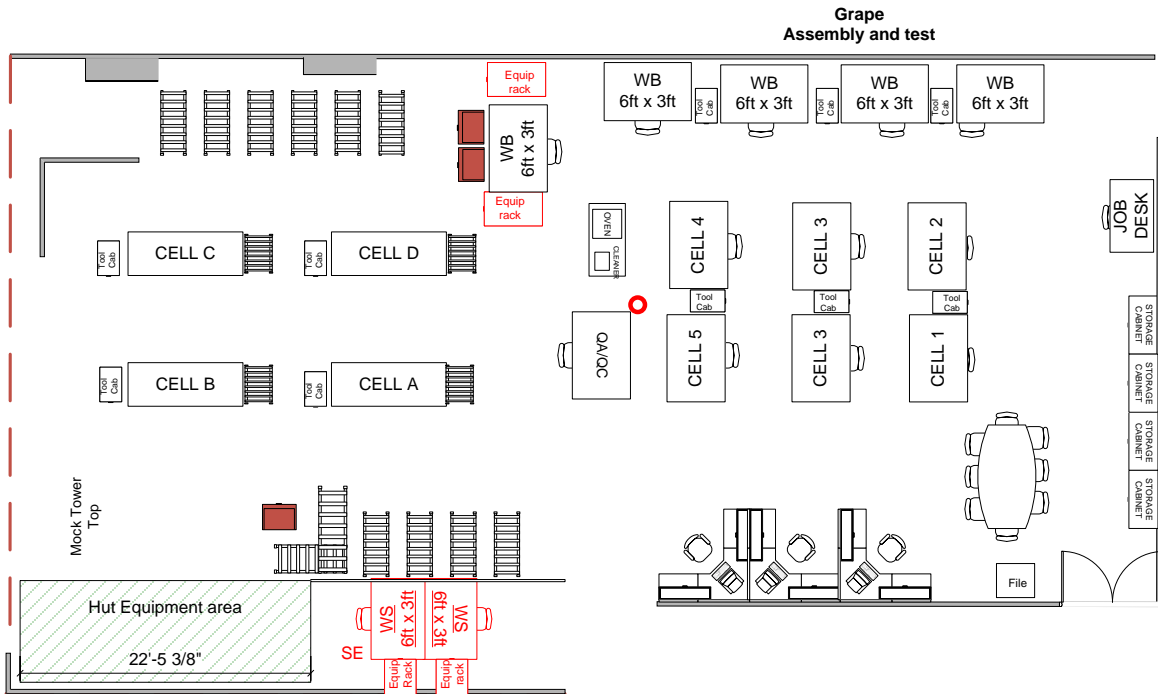 Grape
Assembly and test
Equip
rack
WB
6ft x 3ft
Equip
rack
WB
6ft x 3ft
Tool
Cab
WB
6ft x 3ft
Tool
Cab
WB
6ft x 3ft
Tool
Cab
WB
6ft x 3ft
JOB
DESK
OVEN
CLEANER
CELL 4
CELL 3
CELL 2
Tool
Cab
CELL C
Tool
Cab
CELL D
Tool
Cab
Tool
Cab
Tool
Cab
QA/QC
CELL 5
CELL 3
CELL 1
STORAGE
CABINET
STORAGE
CABINET
STORAGE
CABINET
STORAGE
CABINET
Tool
Cab
CELL B
Tool
Cab
CELL A
Mock Tower
Top
File
Hut Equipment area
22'-5 3/8"
SE
WS
6ft x 3ft
WS
6ft x 3ft
Equip
Rack
Equip
rack